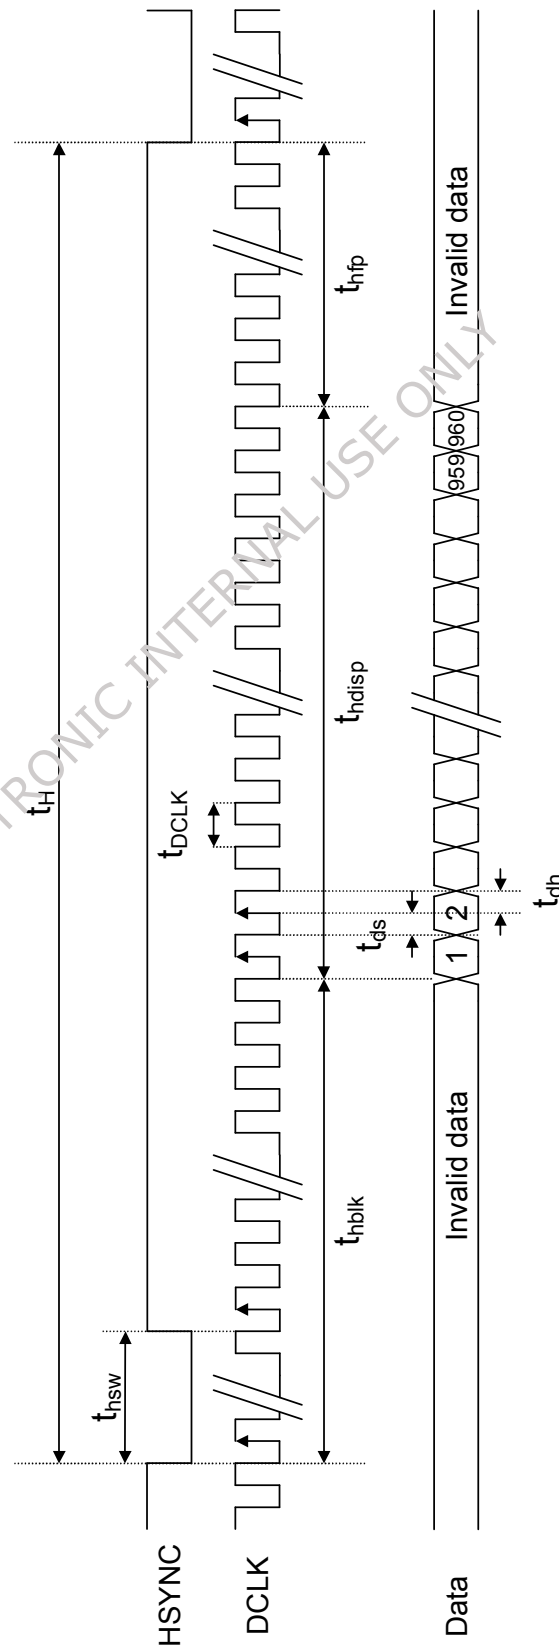 t_H
HSYNC
t_hsw
DCLK
t_DCLK
t_hblk
t_hdisp
t_hfp
t_ds
Data
Invalid data
1
2
959
960
Invalid data
t_dh
TRONIC INTERNAL USE ONLY